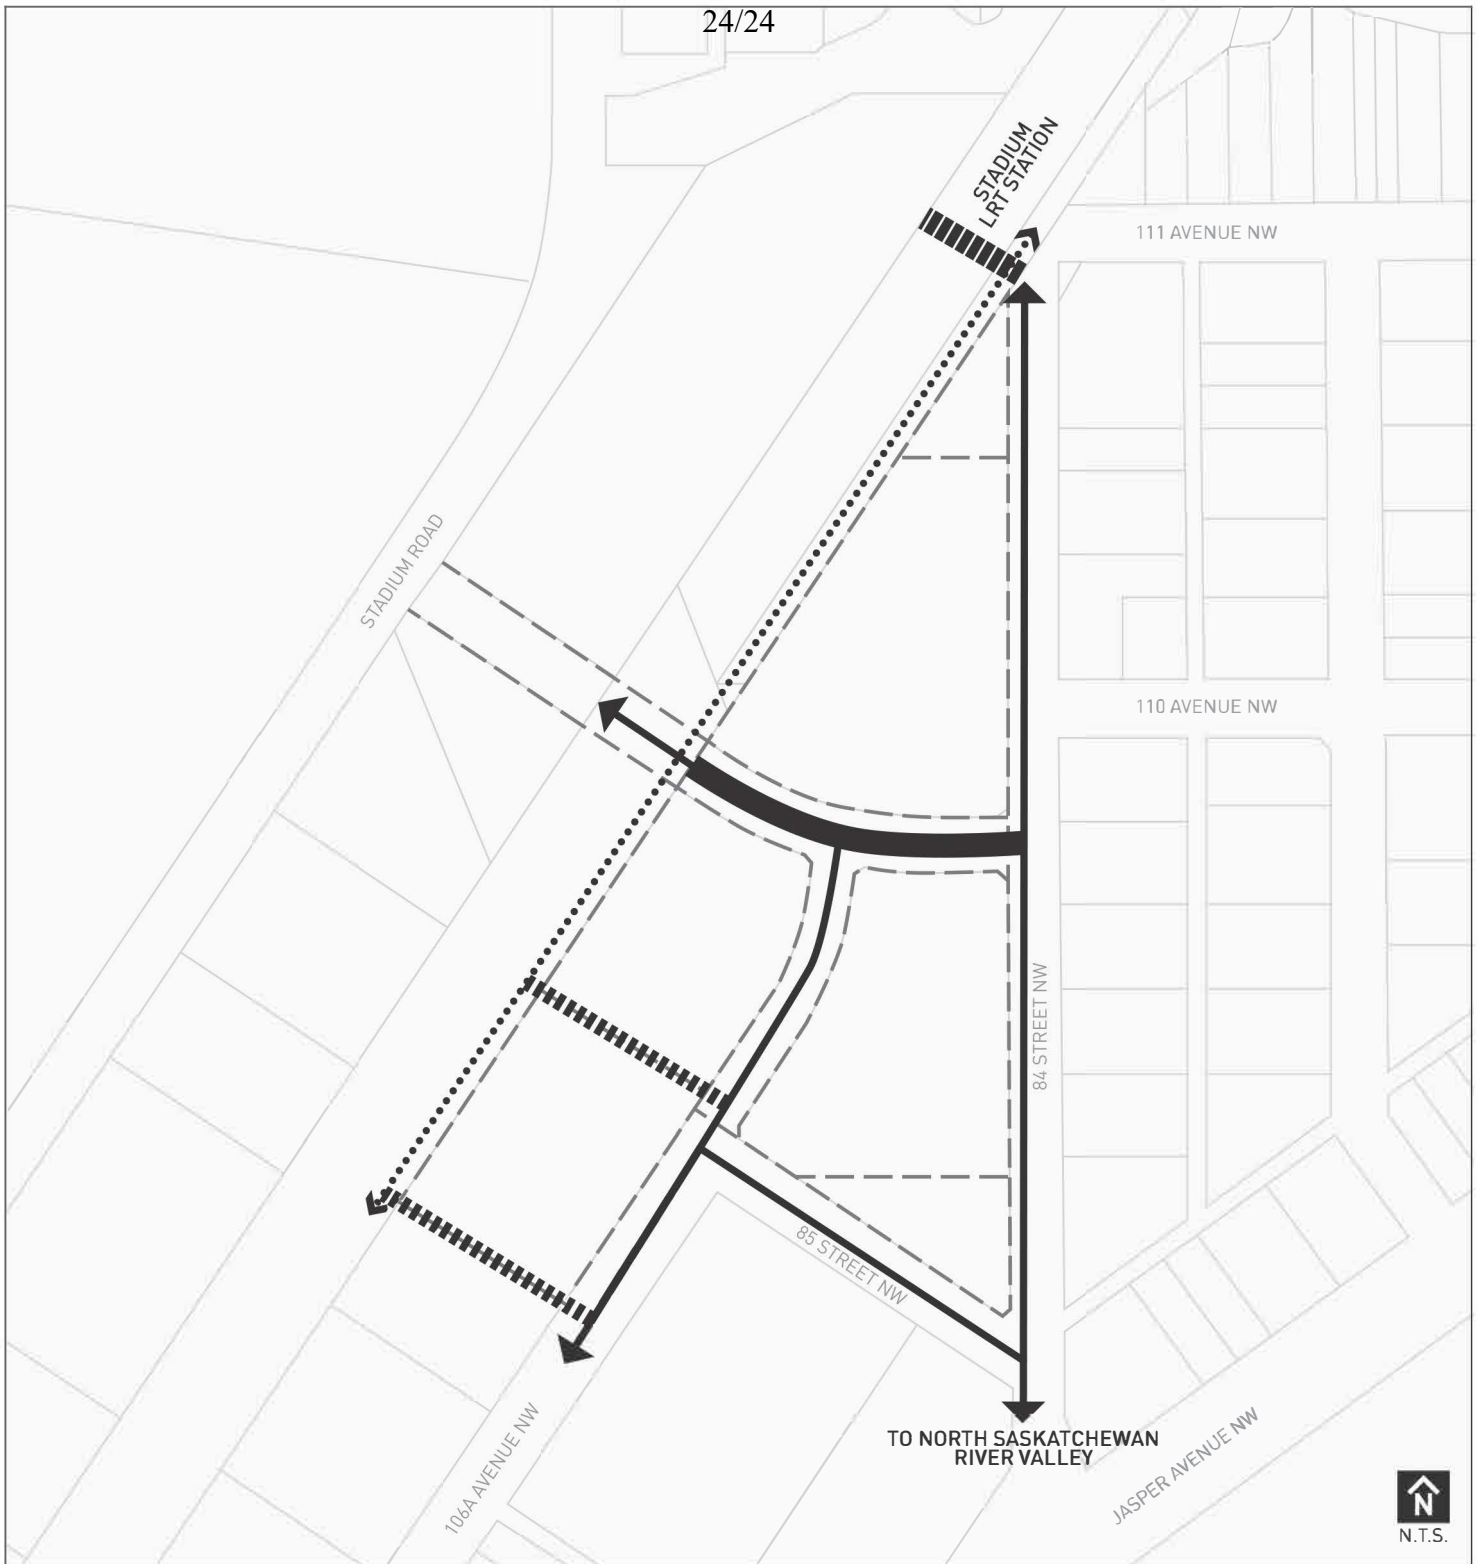 24/24
STADIUM
LRT STATION
111 AVENUE NW
STADIUM ROAD
110 AVENUE NW
84 STREET NW
85 STREET NW
TO NORTH SASKATCHEWAN
RIVER VALLEY
106A AVENUE NW
JASPER AVENUE NW
N
N.T.S.